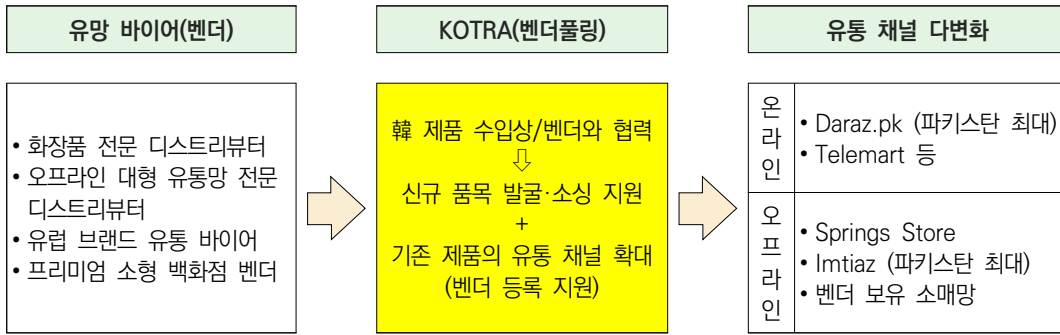 유망 바이어(벤더)
• 화장품 전문 디스트리뷰터
• 오프라인 대형 유통망 전문
디스트리뷰터
• 유럽 브랜드 유통 바이어
• 프리미엄 소형 백화점 벤더
KOTRA(벤더풀링)
韓 제품 수입상/벤더와 협력
⇩
신규 품목 발굴·소싱 지원
+
기존 제품의 유통 채널 확대
(벤더 등록 지원)
유통 채널 다변화
온라인
• Daraz.pk (파키스탄 최대)
• Telemart 등
오프라인
• Springs Store
• Imtiaz (파키스탄 최대)
• 벤더 보유 소매망